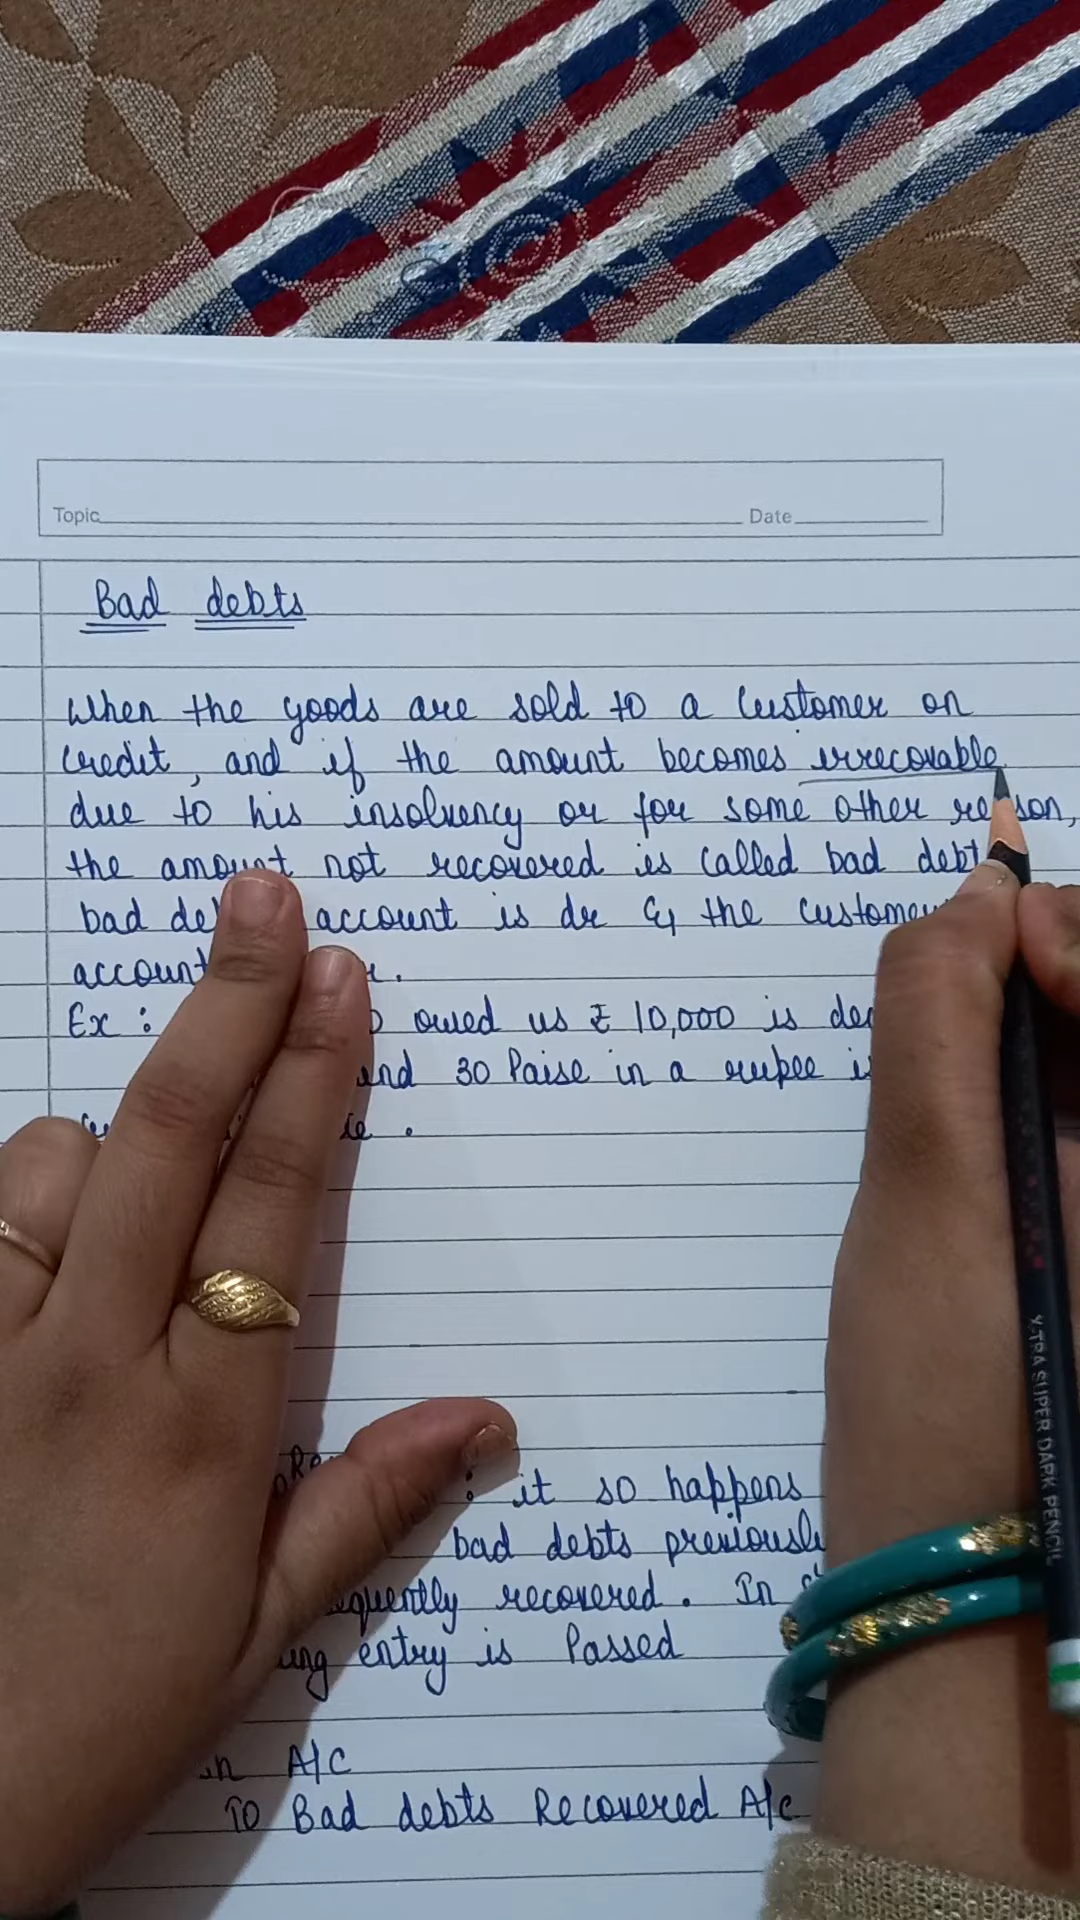 Topic Date
Bad debts
When the goods are sold to a customer on
credit, and if the amount becomes irrecovable
due to his insolvency or for some other reason,
the amount not recovered is called bad debt
bad account is dr & the customer
account
Ex : owed us ₹ 10,000 is
and 30 Paise in a rupee is
: it so happens
bad debts previously
recovered. In
entry is Passed
A/c
To Bad debts Recovered A/c
X-TRA SUPER DARK PENCIL